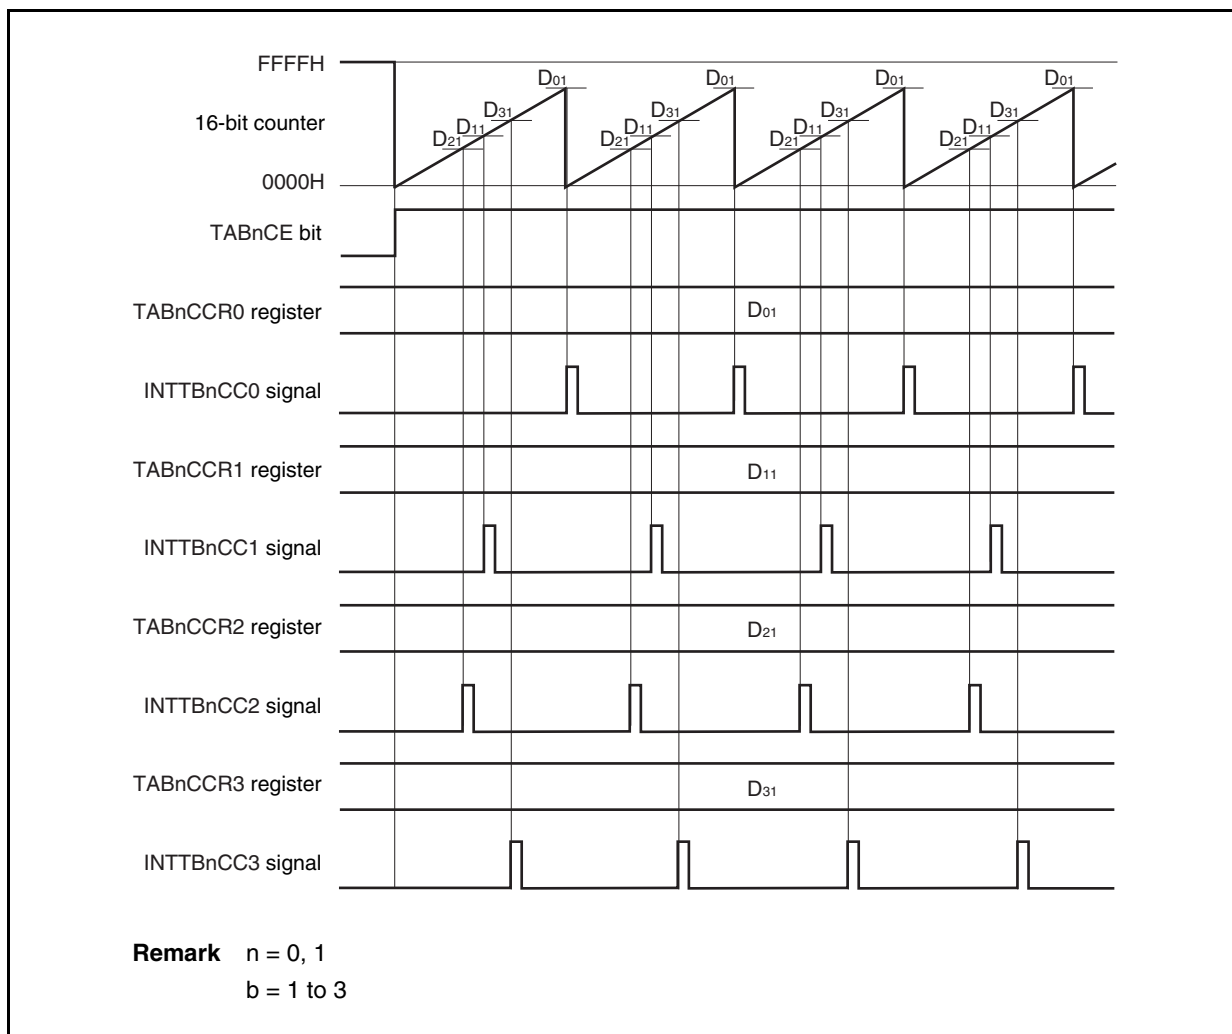 FFFFH
D01 D01 D01 D01
D31 D31 D31 D31
16-bit counter
D11 D11 D11 D11
D21 D21 D21 D21
0000H
TABnCE bit
TABnCCR0 register
D01
INTTBnCC0 signal
TABnCCR1 register
D11
INTTBnCC1 signal
TABnCCR2 register
D21
INTTBnCC2 signal
TABnCCR3 register
D31
INTTBnCC3 signal
Remark n = 0, 1
b = 1 to 3